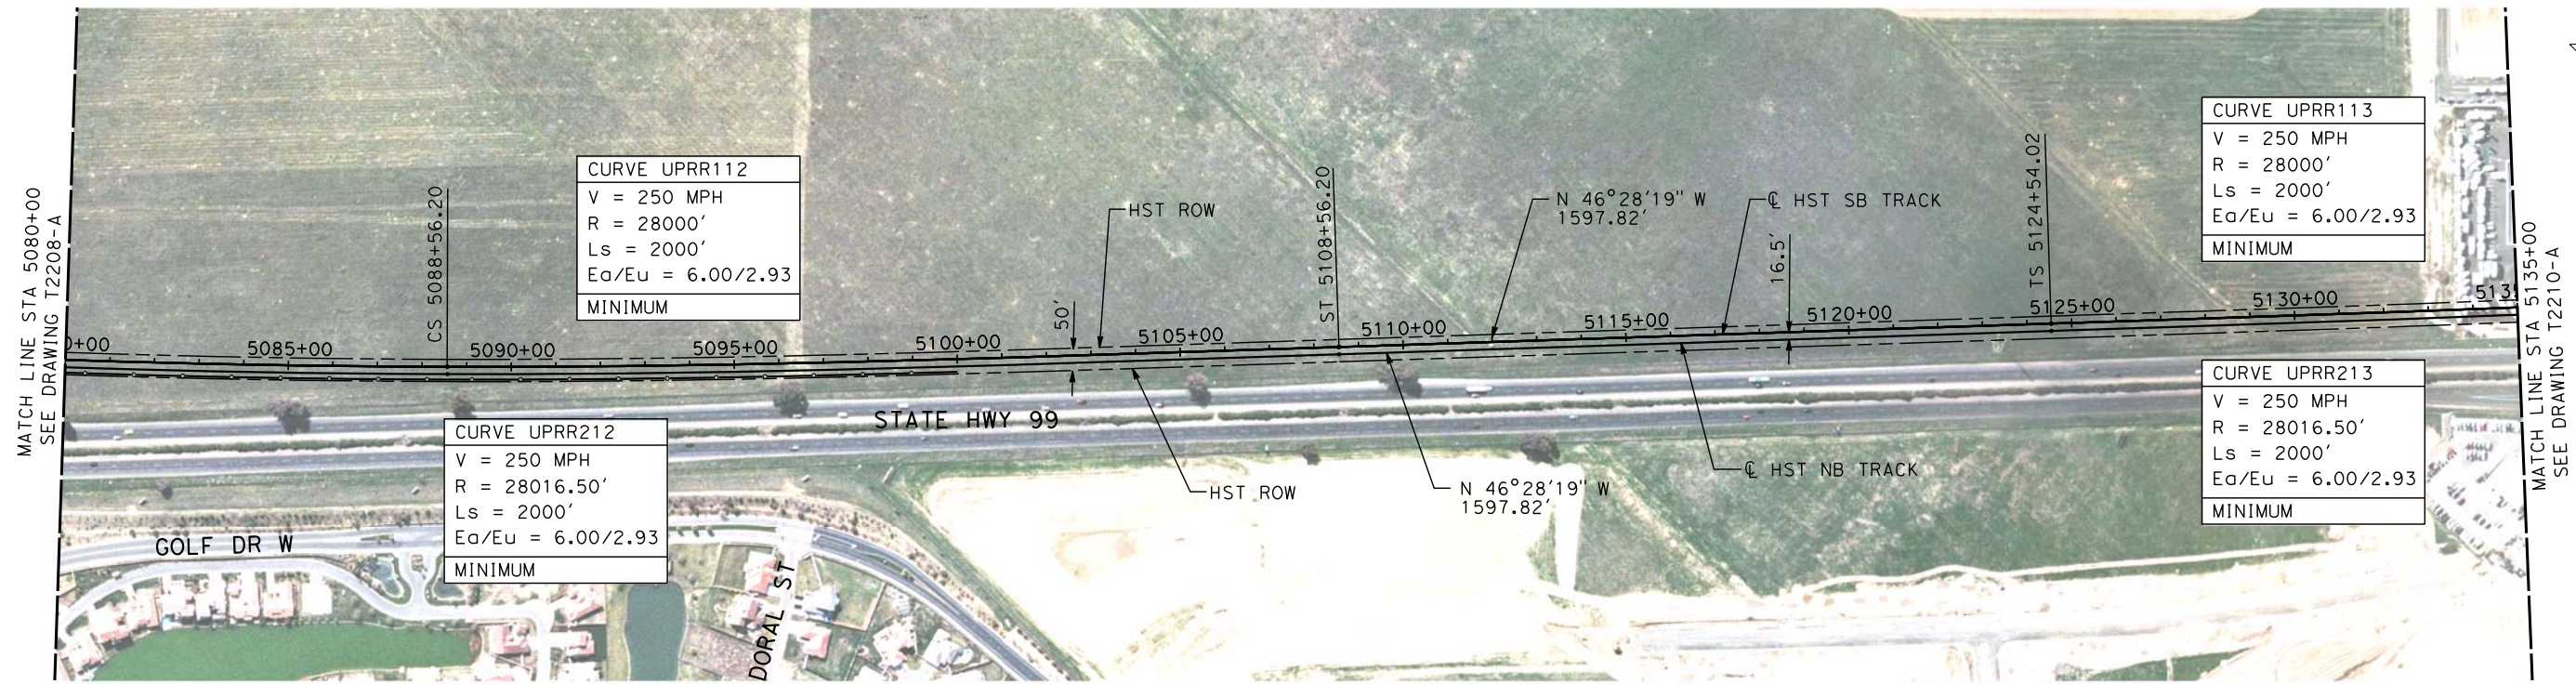 MATCH LINE STA 5080+00
SEE DRAWING T2208-A
CURVE UPRR112
V = 250 MPH
R = 28000'
Ls = 2000'
Ea/Eu = 6.00/2.93
MINIMUM
CURVE UPRR113
V = 250 MPH
R = 28000'
Ls = 2000'
Ea/Eu = 6.00/2.93
MINIMUM
CS 5088+56.20
HST ROW
50'
ST 5108+56.20
N 46°28'19" W
1597.82'
℄ HST SB TRACK
16.5'
TS 5124+54.02
0+00
5085+00
5090+00
5095+00
5100+00
5105+00
5110+00
5115+00
5120+00
5125+00
5130+00
513
STATE HWY 99
CURVE UPRR212
V = 250 MPH
R = 28016.50'
Ls = 2000'
Ea/Eu = 6.00/2.93
MINIMUM
HST ROW
N 46°28'19" W
1597.82'
℄ HST NB TRACK
CURVE UPRR213
V = 250 MPH
R = 28016.50'
Ls = 2000'
Ea/Eu = 6.00/2.93
MINIMUM
GOLF DR W
DORAL ST
MATCH LINE STA 5135+00
SEE DRAWING T2210-A